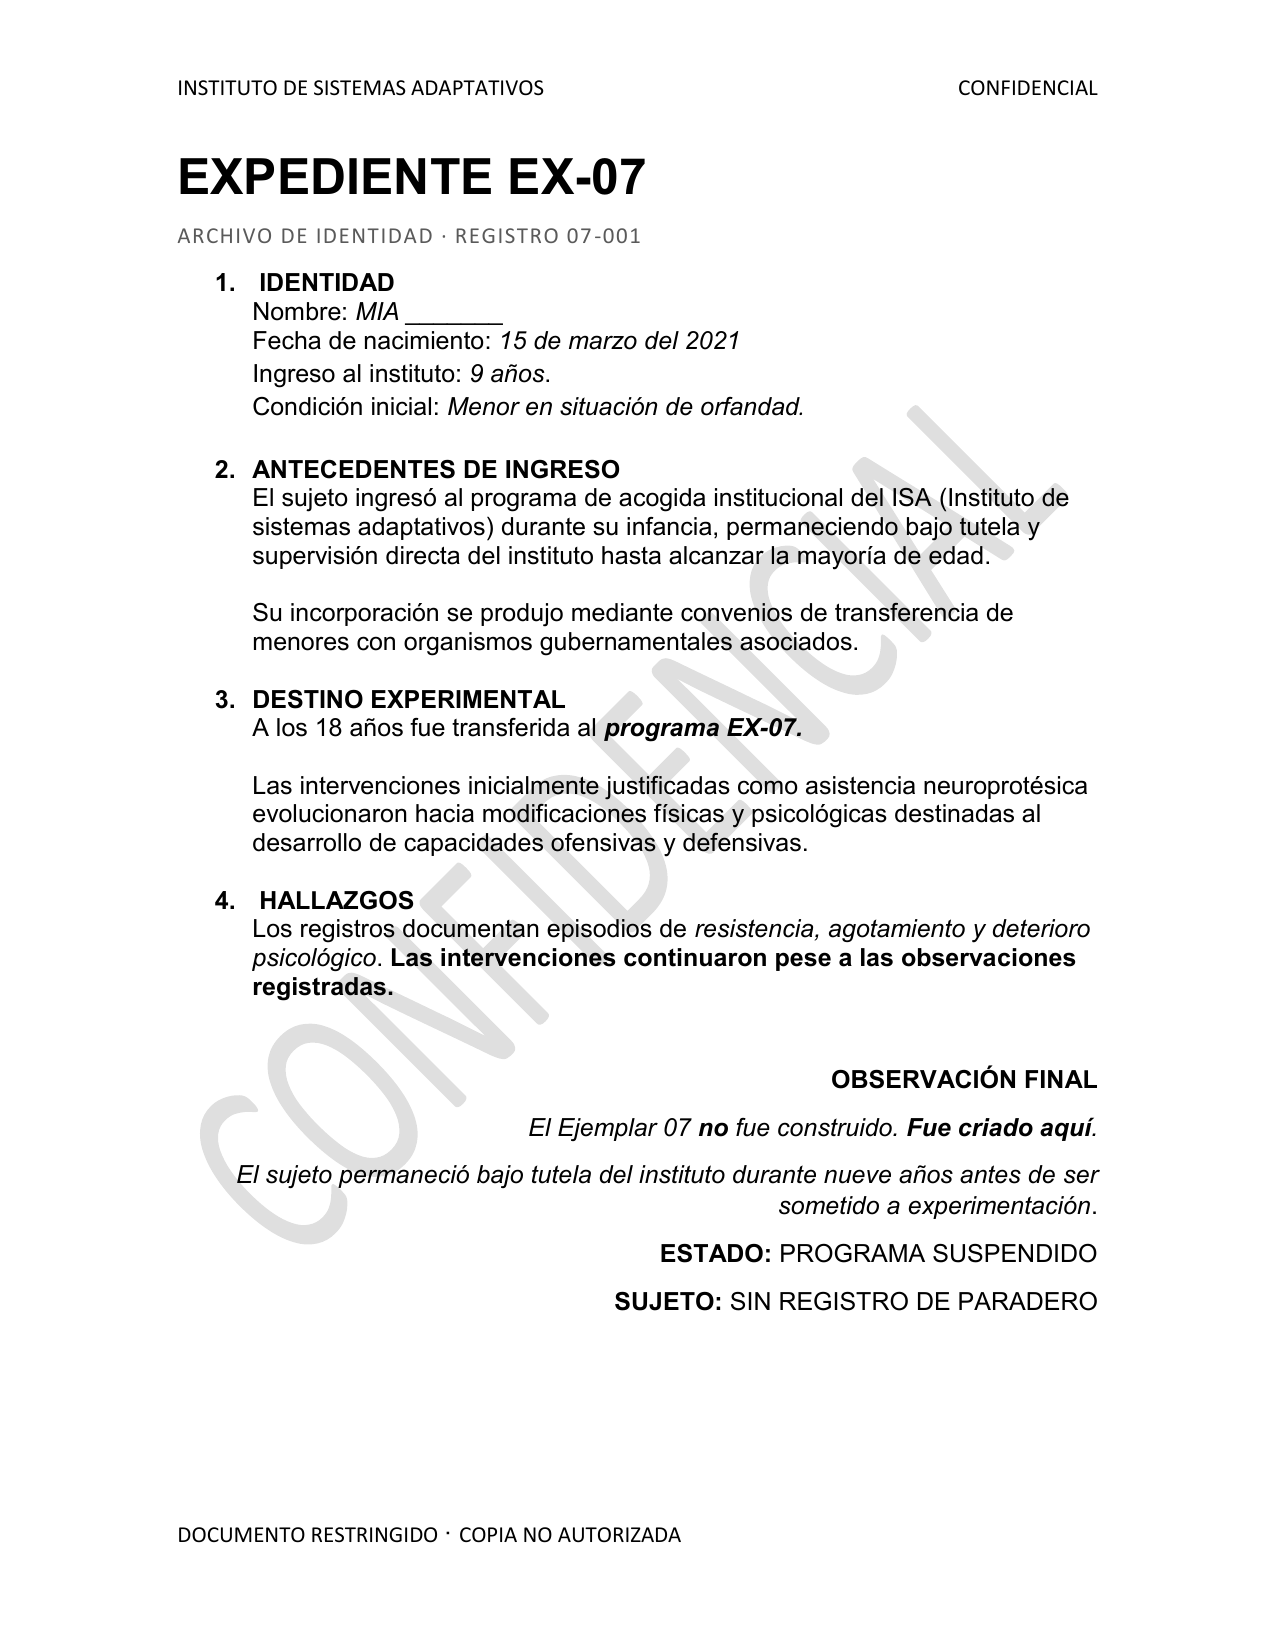 INSTITUTO DE SISTEMAS ADAPTATIVOS CONFIDENCIAL
EXPEDIENTE EX-07
ARCHIVO DE IDENTIDAD · REGISTRO 07-001
1. IDENTIDAD
Nombre: MIA _______
Fecha de nacimiento: 15 de marzo del 2021
Ingreso al instituto: 9 años.
Condición inicial: Menor en situación de orfandad.
2. ANTECEDENTES DE INGRESO
El sujeto ingresó al programa de acogida institucional del ISA (Instituto de
sistemas adaptativos) durante su infancia, permaneciendo bajo tutela y
supervisión directa del instituto hasta alcanzar la mayoría de edad.
Su incorporación se produjo mediante convenios de transferencia de
menores con organismos gubernamentales asociados.
3. DESTINO EXPERIMENTAL
A los 18 años fue transferida al programa EX-07.
Las intervenciones inicialmente justificadas como asistencia neuroprotésica
evolucionaron hacia modificaciones físicas y psicológicas destinadas al
desarrollo de capacidades ofensivas y defensivas.
4. HALLAZGOS
Los registros documentan episodios de resistencia, agotamiento y deterioro
psicológico. Las intervenciones continuaron pese a las observaciones
registradas.
OBSERVACIÓN FINAL
El Ejemplar 07 no fue construido. Fue criado aquí.
El sujeto permaneció bajo tutela del instituto durante nueve años antes de ser
sometido a experimentación.
ESTADO: PROGRAMA SUSPENDIDO
SUJETO: SIN REGISTRO DE PARADERO
DOCUMENTO RESTRINGIDO · COPIA NO AUTORIZADA
CONFIDENCIAL